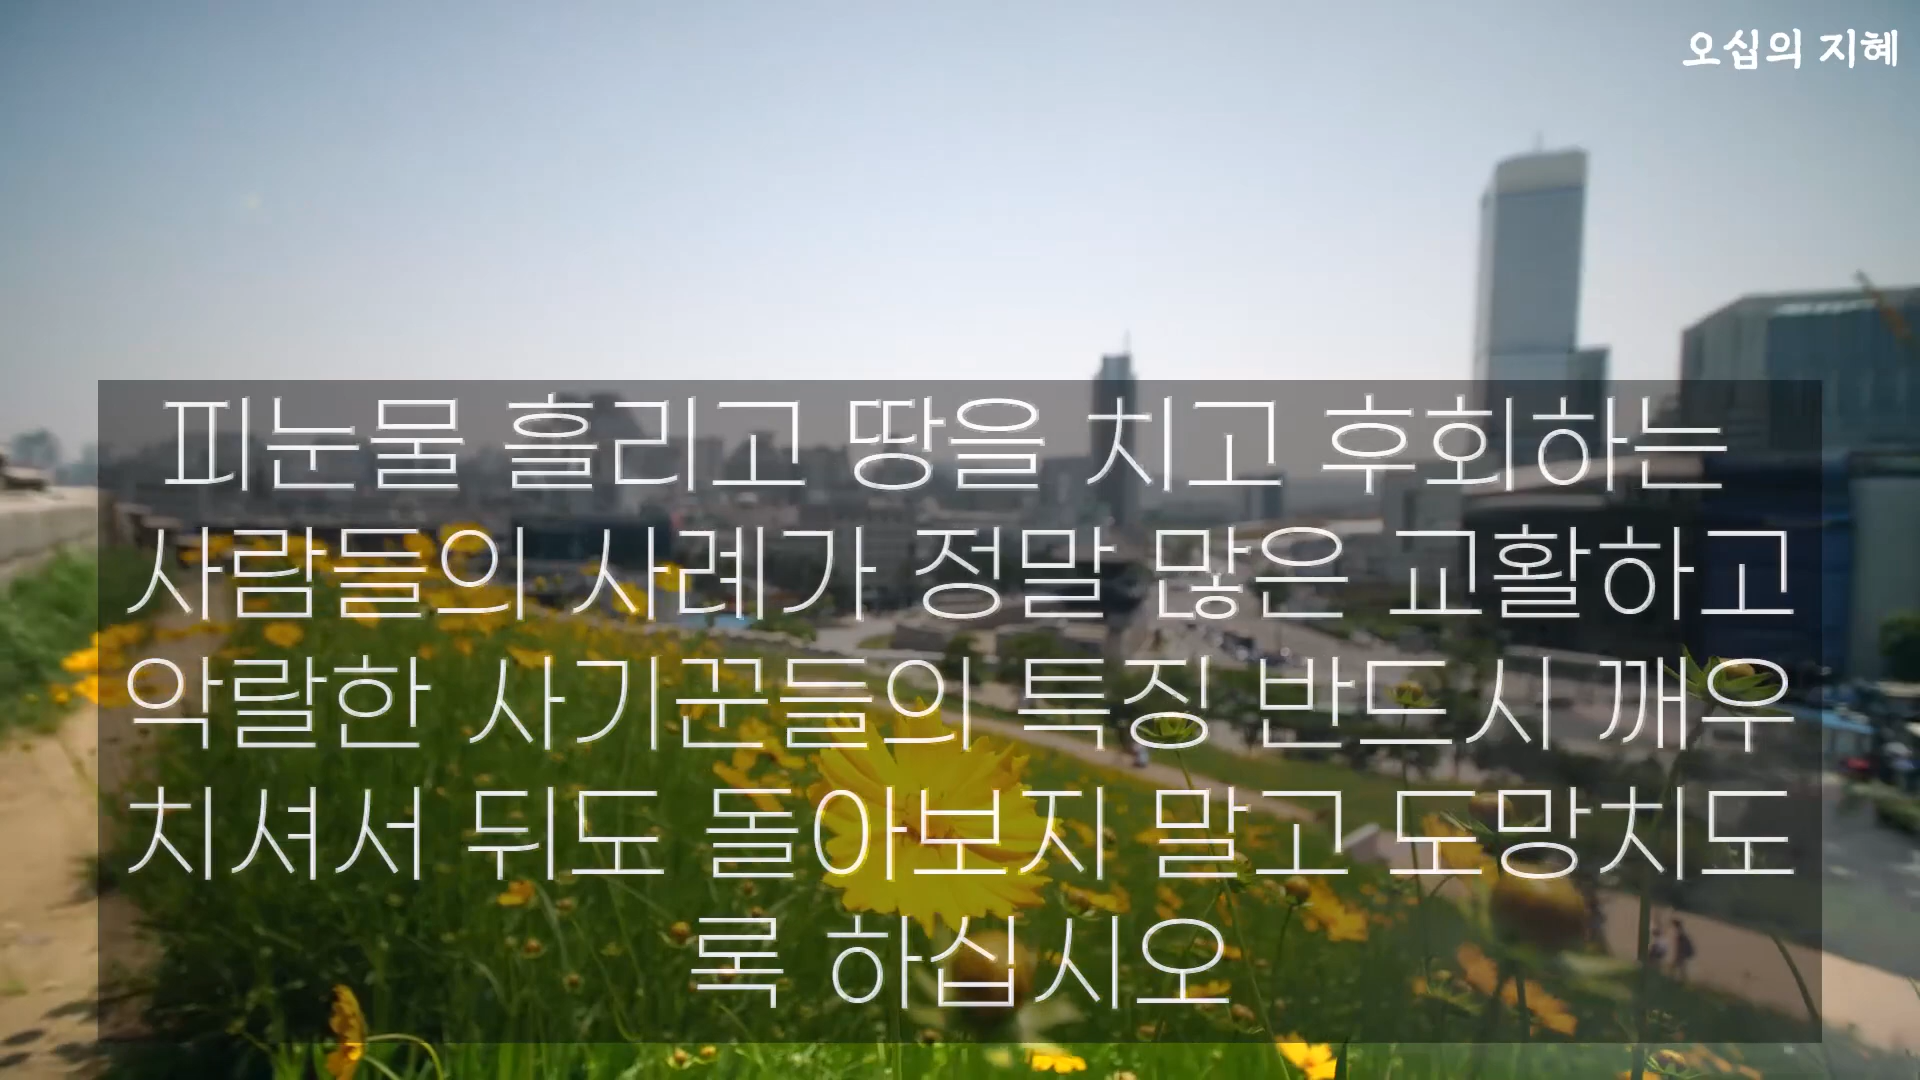 오십의 지혜
피눈물 흘리고 땅을 치고 후회하는
사람들의 사례가 정말 많은 교활하고
악랄한 사기꾼들의 특징 반드시 깨우
치셔서 뒤도 돌아보지 말고 도망치도
록 하십시오